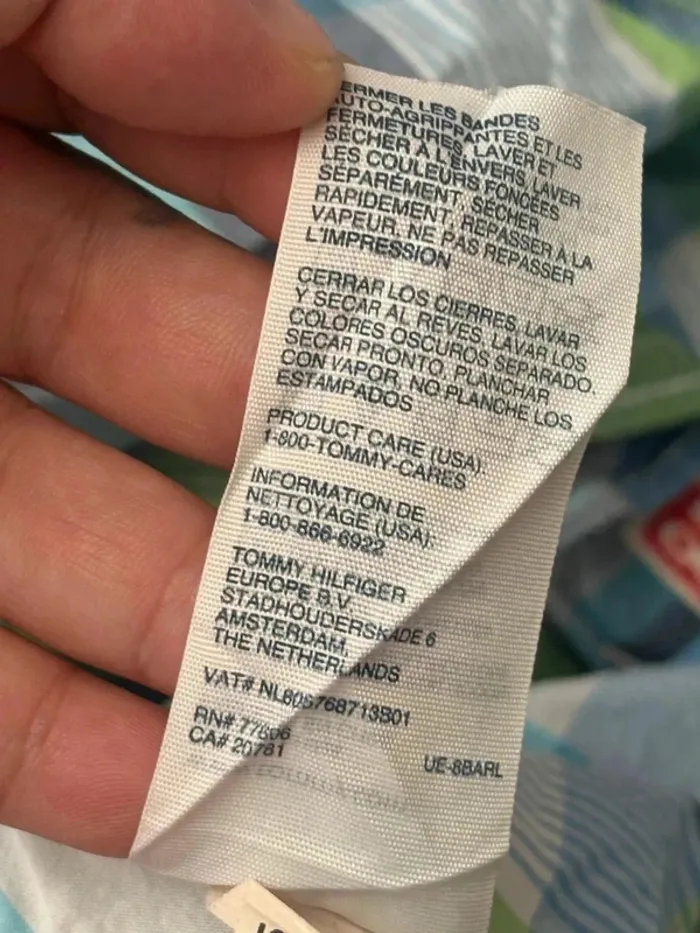 ERMER LES BANDES
AUTO-AGRIPPANTES ET LES
FERMETURES, LAVER ET
SÉCHER À L'ENVERS, LAVER
LES COULEURS FONCÉES
SÉPARÉMENT, SÉCHER
RAPIDEMENT, REPASSER À LA
VAPEUR, NE PAS REPASSER
L'IMPRESSION
CERRAR LOS CIERRES, LAVAR
Y SECAR AL REVES, LAVAR LOS
COLORES OSCUROS SEPARADO.
SECAR PRONTO, PLANCHAR
CON VAPOR, NO PLANCHE LOS
ESTAMPADOS
PRODUCT CARE (USA):
1-800-TOMMY-CARES
INFORMATION DE
NETTOYAGE (USA):
1-800-866-6922
TOMMY HILFIGER
EUROPE B.V.
STADHOUDERSKADE 6
AMSTERDAM,
THE NETHERLANDS
VAT# NL806768713B01
RN# 77806
CA# 20781
UE-8BARL